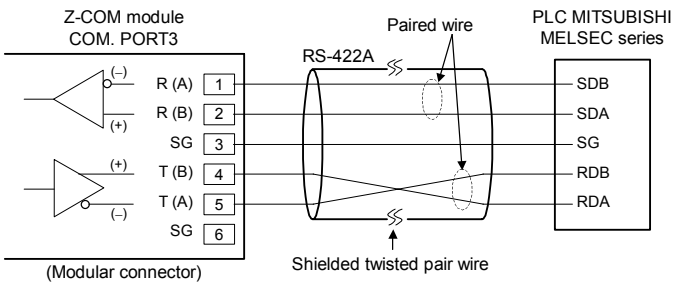 Z-COM module
COM. PORT3
Paired wire
PLC MITSUBISHI
MELSEC series
RS-422A
(–) R (A) 1 SDB
R (B) 2 SDA
(+)
SG 3 SG
(+) T (B) 4 RDB
T (A) 5 RDA
(–)
SG 6
(Modular connector)
Shielded twisted pair wire